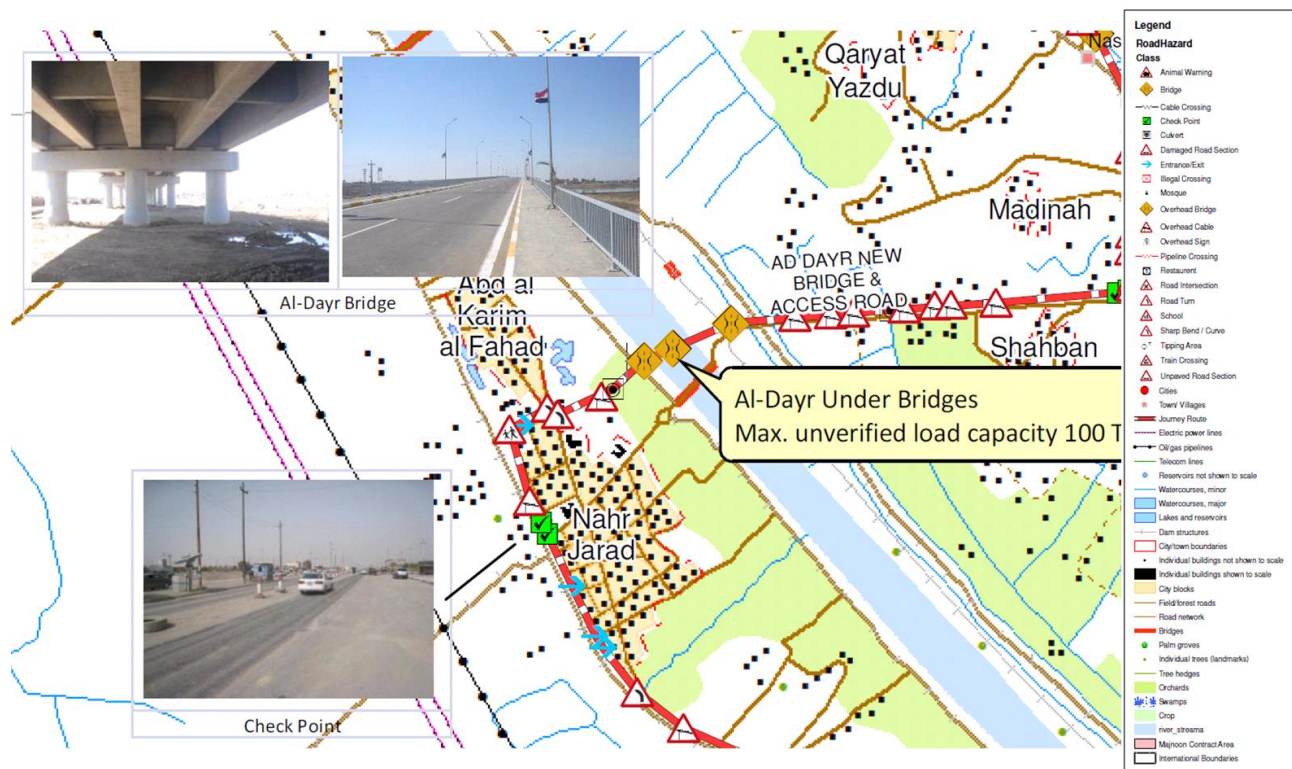 Qaryat
Yazdu
Nas
Madinah
AD DAYR NEW
BRIDGE &
ACCESS ROAD
Al-Dayr Bridge
Abd al
Karim
al Fahad
Shahban
Al-Dayr Under Bridges
Max. unverified load capacity 100 T
Nahr
Jarad
Check Point
Legend
RoadHazard
Class
Animal Warning
Bridge
Cable Crossing
Check Point
Culvert
Damaged Road Section
Entrance/Exit
Illegal Crossing
Mosque
Overhead Bridge
Overhead Cable
Overhead Sign
Pipeline Crossing
Restaurent
Road Intersection
Road Turn
School
Sharp Bend / Curve
Tipping Area
Train Crossing
Unpaved Road Section
Cities
Town/ Villages
Journey Route
Electric power lines
Oil/gas pipelines
Telecom lines
Reservoirs not shown to scale
Watercourses, minor
Watercourses, major
Lakes and reservoirs
Dam structures
City/town boundaries
Individual buildings not shown to scale
Individual buildings shown to scale
City blocks
Field/forest roads
Road network
Bridges
Palm groves
Individual trees (landmarks)
Tree hedges
Orchards
Swamps
Crop
river_streama
Majnoon Contract Area
International Boundaries